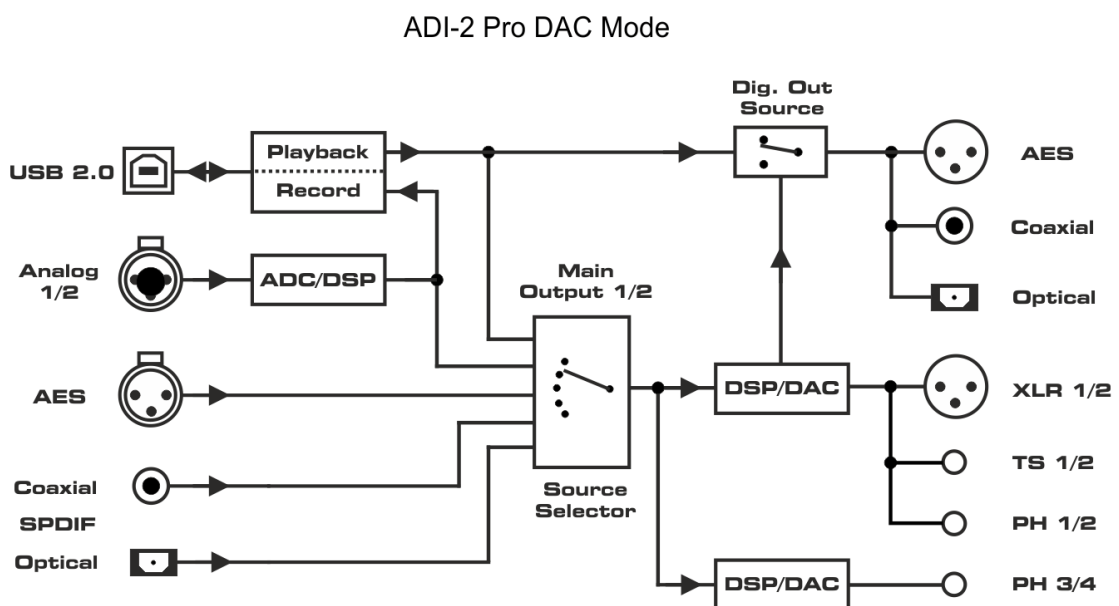 ADI-2 Pro DAC Mode
USB 2.0
Playback
Record
Dig. Out
Source
AES
Coaxial
Optical
Analog
1/2
ADC/DSP
Main
Output 1/2
AES
DSP/DAC
XLR 1/2
TS 1/2
PH 1/2
Coaxial
SPDIF
Optical
Source
Selector
DSP/DAC
PH 3/4